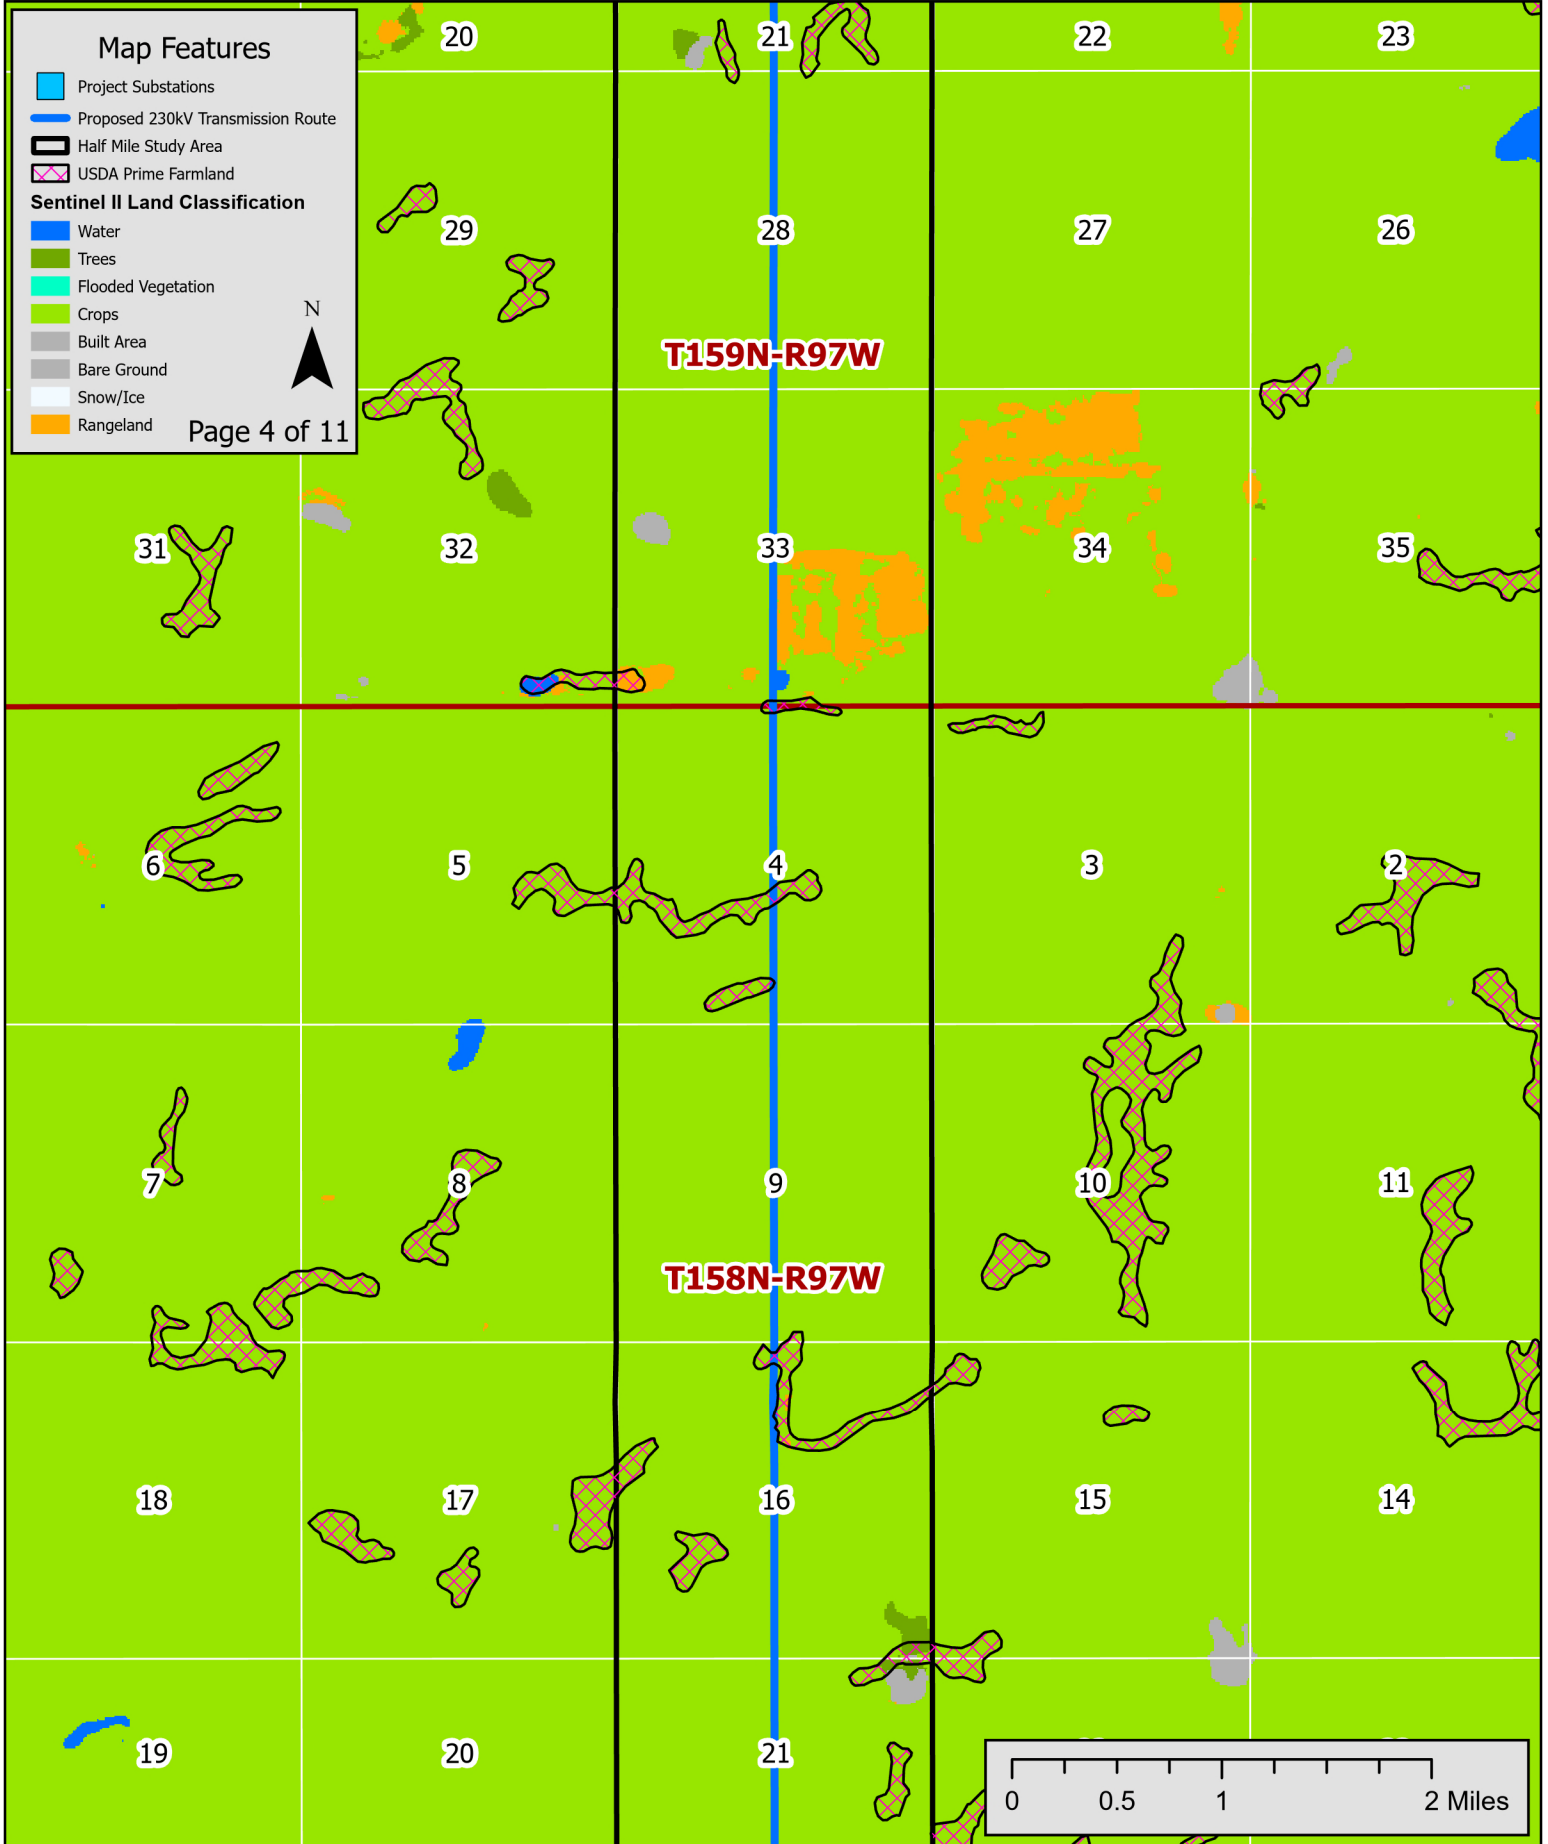 Map Features
Project Substations
Proposed 230kV Transmission Route
Half Mile Study Area
USDA Prime Farmland
Sentinel II Land Classification
Water
Trees
Flooded Vegetation
Crops
Built Area
Bare Ground
Snow/Ice
Rangeland
N
Page 4 of 11
20 21 22 23
29 28 27 26
T159N-R97W
31 32 33 34 35
6 5 4 3 2
7 8 9 10 11
T158N-R97W
18 17 16 15 14
19 20 21
0 0.5 1 2 Miles